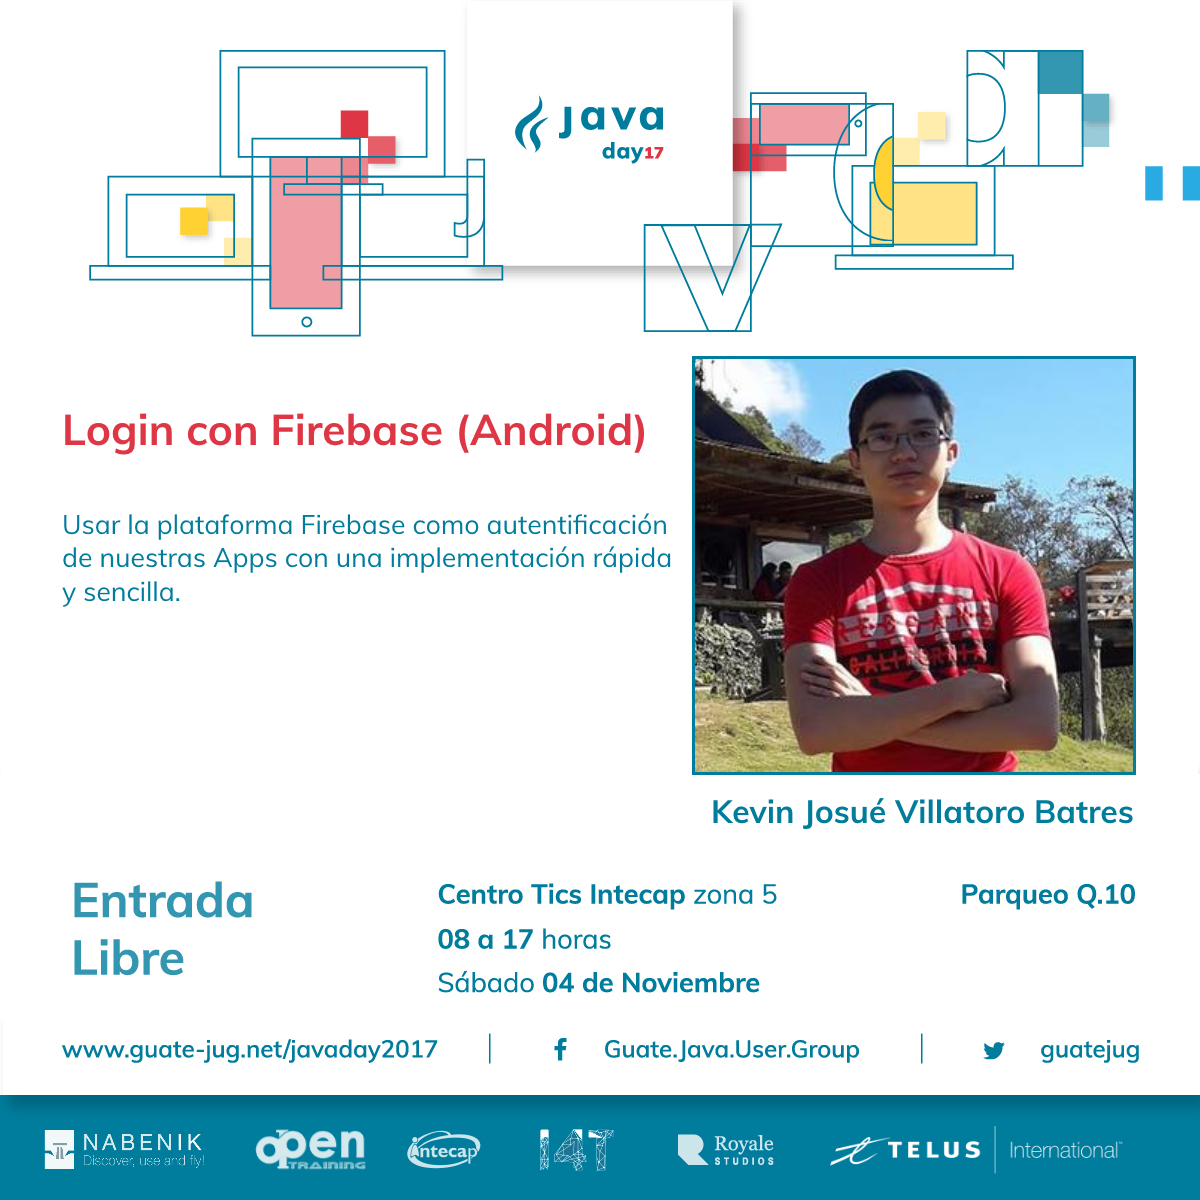 Java
day17
J
V
a
Login con Firebase (Android)
Usar la plataforma Firebase como autentificación
de nuestras Apps con una implementación rápida
y sencilla.
CALIFORNIA
Kevin Josué Villatoro Batres
Entrada
Libre
Centro Tics Intecap zona 5
08 a 17 horas
Sábado 04 de Noviembre
Parqueo Q.10
www.guate-jug.net/javaday2017
Guate.Java.User.Group
guatejug
NABENIK
Discover, use and fly!
open
TRAINING
intecap
I4T
Royale
STUDIOS
TELUS International™